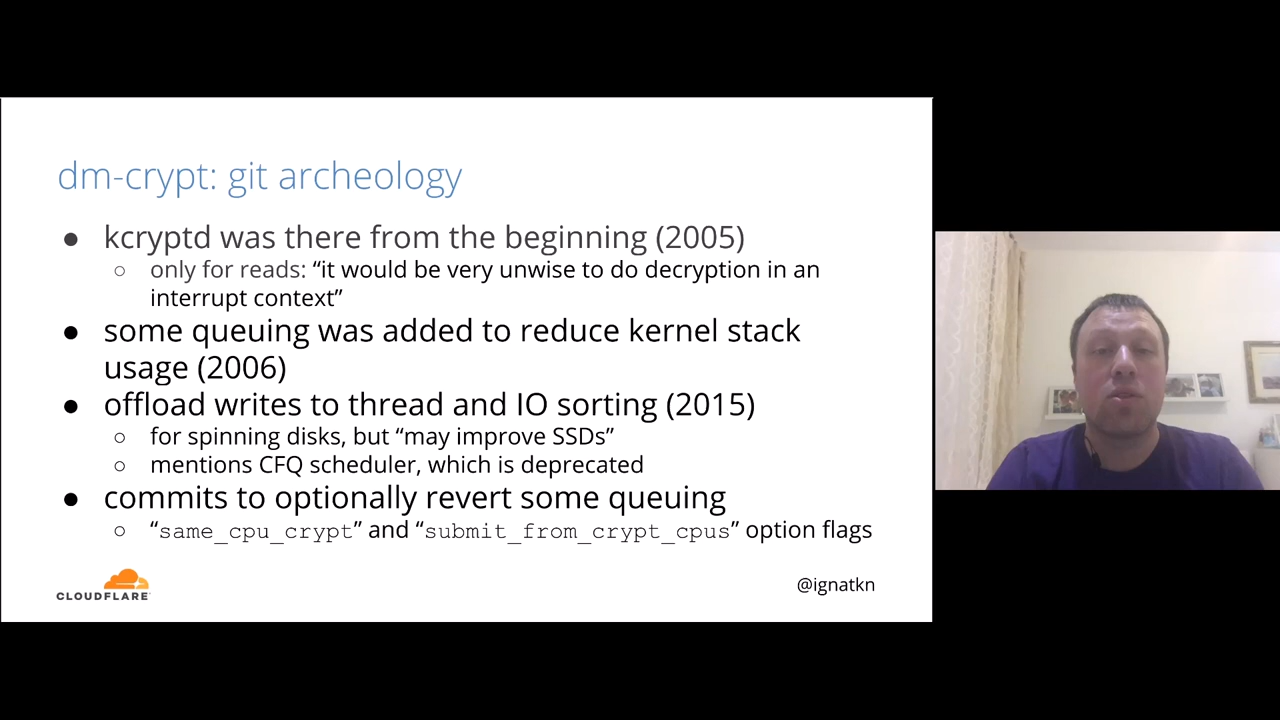 dm-crypt: git archeology
● kcryptd was there from the beginning (2005)
○ only for reads: “it would be very unwise to do decryption in an
interrupt context”
● some queuing was added to reduce kernel stack
usage (2006)
● offload writes to thread and IO sorting (2015)
○ for spinning disks, but “may improve SSDs”
○ mentions CFQ scheduler, which is deprecated
● commits to optionally revert some queuing
○ “same_cpu_crypt” and “submit_from_crypt_cpus” option flags
CLOUDFLARE
@ignatkn